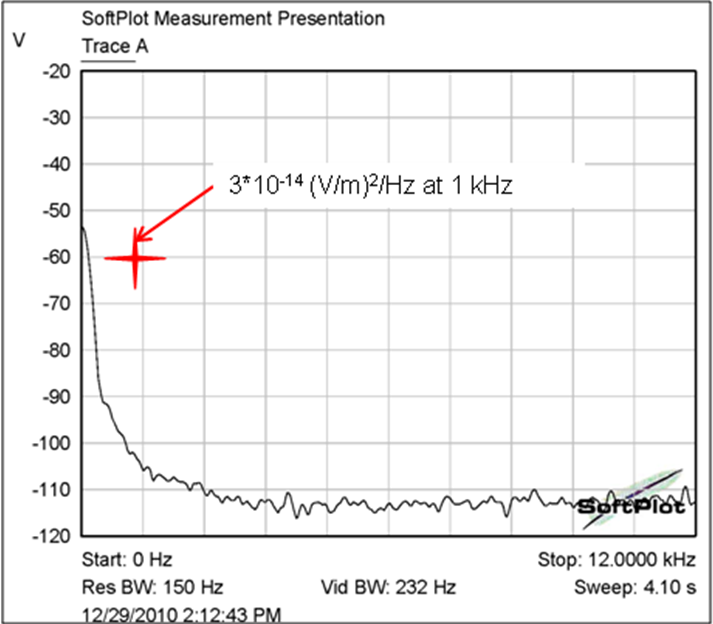 SoftPlot Measurement Presentation
V
Trace A
-20
-30
-40
3*10-14 (V/m)2/Hz at 1 kHz
-50
-60
-70
-80
-90
-100
-110
SoftPlot
-120
Start: 0 Hz Stop: 12.0000 kHz
Res BW: 150 Hz Vid BW: 232 Hz Sweep: 4.10 s
12/29/2010 2:12:43 PM